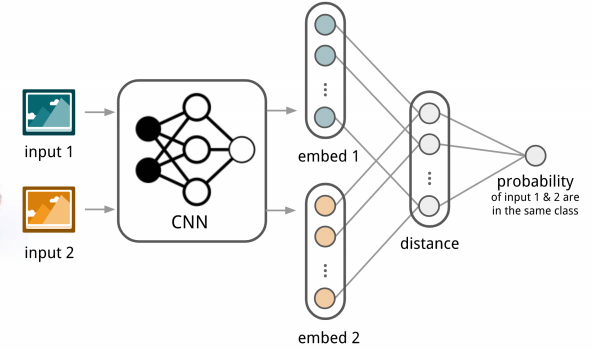 input 1
input 2
CNN
embed 1
embed 2
distance
probability
of input 1 & 2 are
in the same class